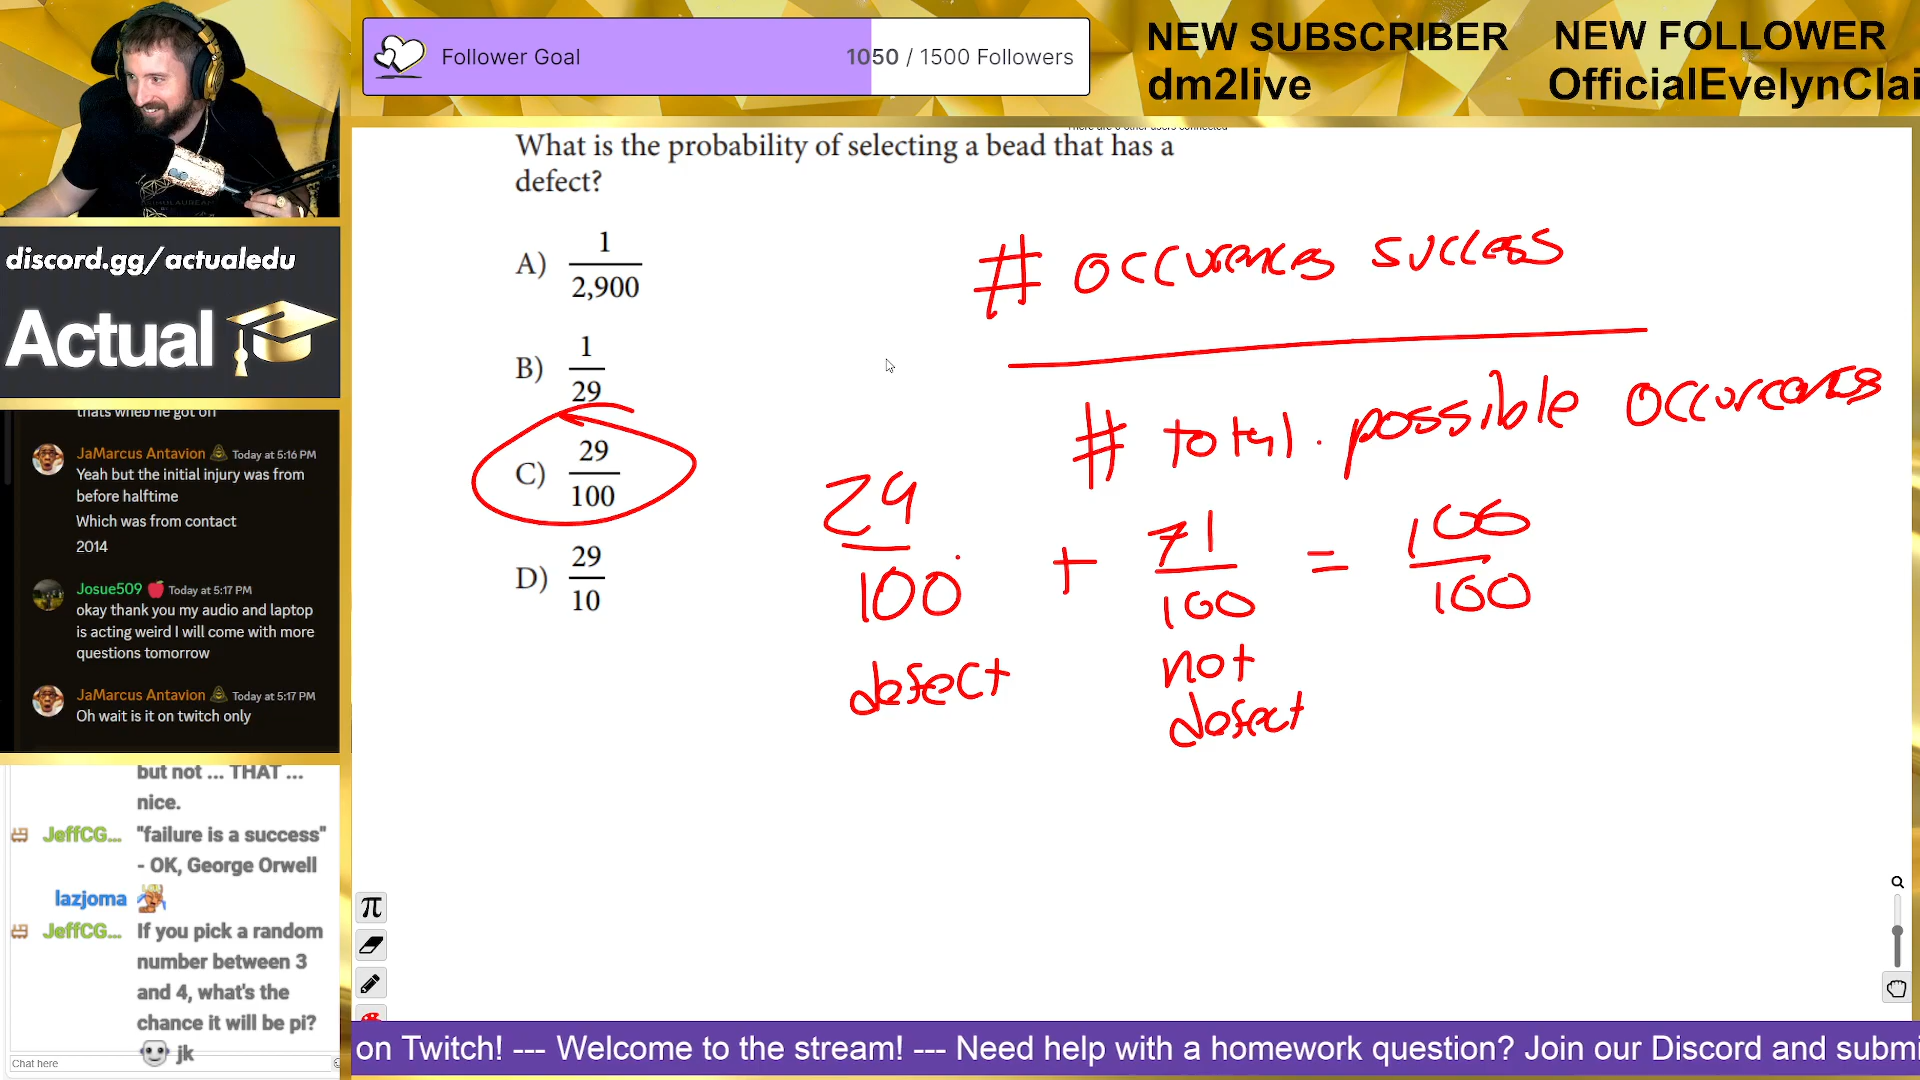 Follower Goal
1050 / 1500 Followers
NEW SUBSCRIBER
dm2live
NEW FOLLOWER
OfficialEvelynClai
What is the probability of selecting a bead that has a
defect?
A) 1/2,900
B) 1/29
C) 29/100
D) 29/10
# occurences success
# total possible occurences
29/100 + 71/100 = 100/100
defect
not
defect
discord.gg/actualedu
Actual
thats wheb he got on
JaMarcus Antavion Today at 5:16 PM
Yeah but the initial injury was from
before halftime
Which was from contact
2014
Josue509 Today at 5:17 PM
okay thank you my audio and laptop
is acting weird I will come with more
questions tomorrow
JaMarcus Antavion Today at 5:17 PM
Oh wait is it on twitch only
but not ... THAT ...
nice.
JeffCG... "failure is a success"
- OK, George Orwell
lazjoma
JeffCG... If you pick a random
number between 3
and 4, what's the
chance it will be pi?
jk
Chat here
π
on Twitch! --- Welcome to the stream! --- Need help with a homework question? Join our Discord and submi